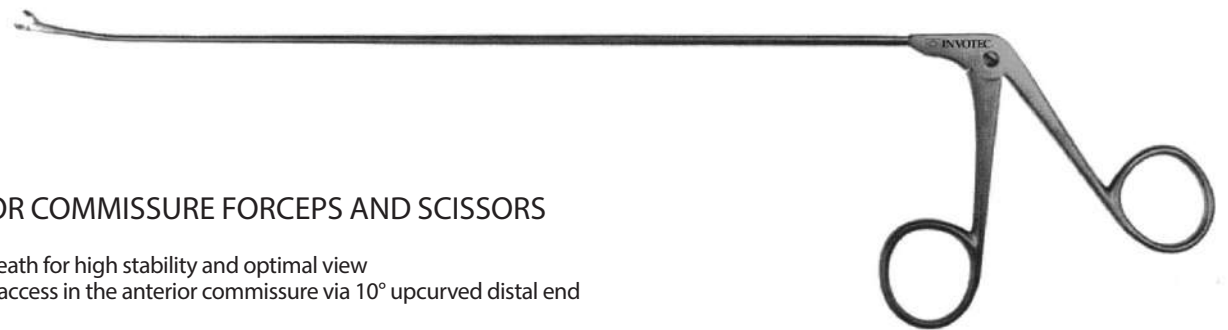 INVOTEC
OR COMMISSURE FORCEPS AND SCISSORS
eath for high stability and optimal view
access in the anterior commissure via 10° upcurved distal end